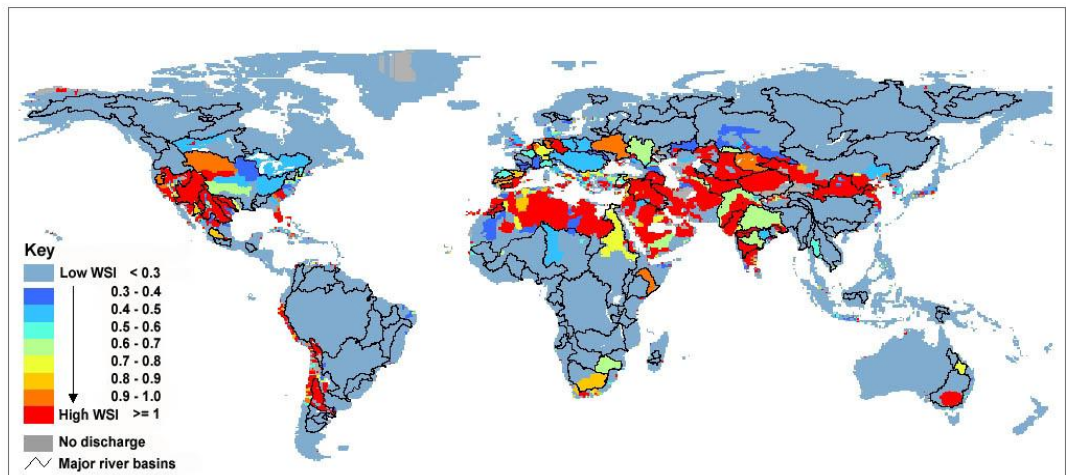 Key
Low WSI < 0.3
0.3 - 0.4
0.4 - 0.5
0.5 - 0.6
0.6 - 0.7
0.7 - 0.8
0.8 - 0.9
0.9 - 1.0
High WSI >= 1
No discharge
Major river basins